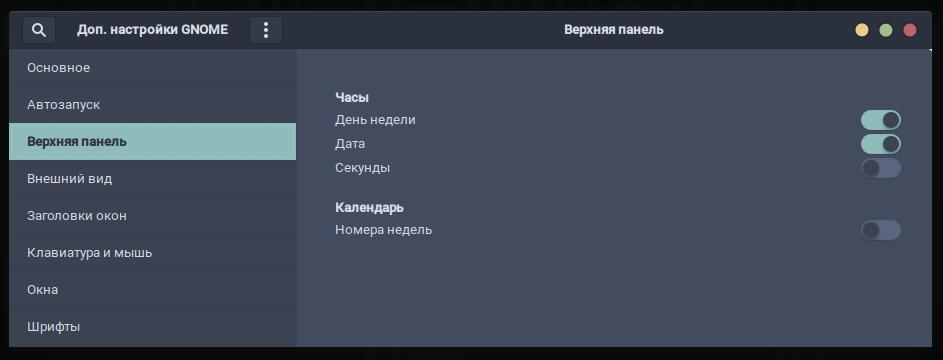 Доп. настройки GNOME
Верхняя панель
Основное
Автозапуск
Верхняя панель
Внешний вид
Заголовки окон
Клавиатура и мышь
Окна
Шрифты
Часы
День недели
Дата
Секунды
Календарь
Номера недель